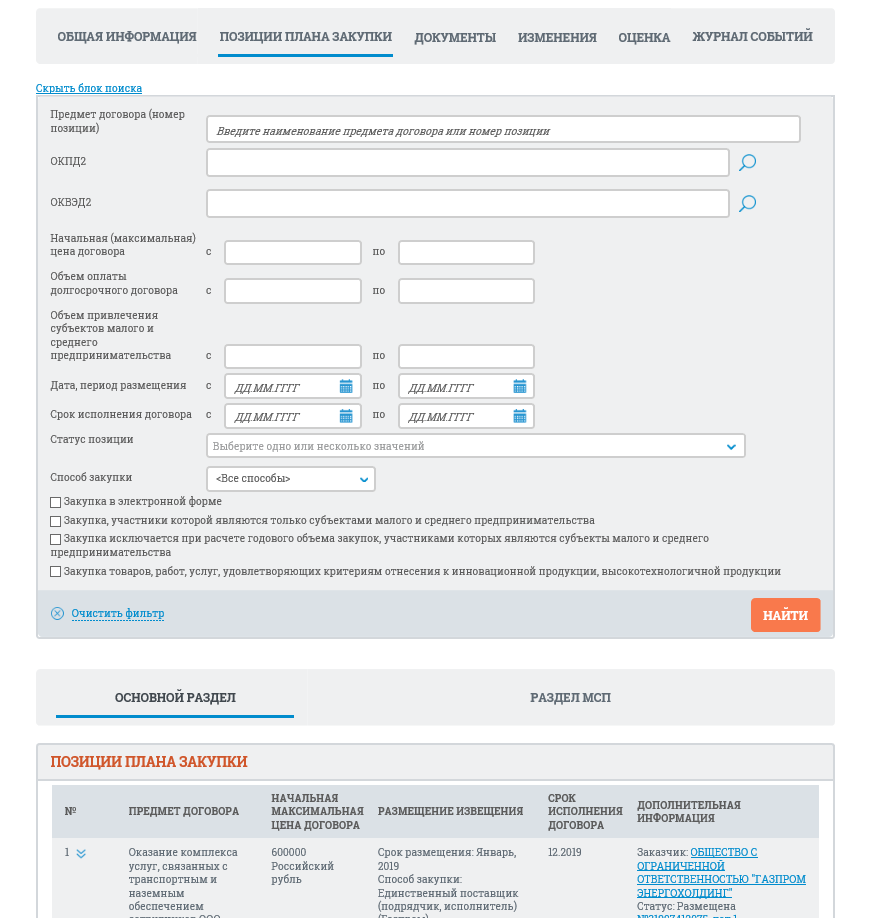 ОБЩАЯ ИНФОРМАЦИЯ ПОЗИЦИИ ПЛАНА ЗАКУПКИ ДОКУМЕНТЫ ИЗМЕНЕНИЯ ОЦЕНКА ЖУРНАЛ СОБЫТИЙ
Скрыть блок поиска
Предмет договора (номер
позиции)
Введите наименование предмета договора или номер позиции
ОКПД2
ОКВЭД2
Начальная (максимальная)
цена договора с по
Объем оплаты
долгосрочного договора с по
Объем привлечения
субъектов малого и
среднего
предпринимательства с по
Дата, период размещения с ДД.ММ.ГГГГ по ДД.ММ.ГГГГ
Срок исполнения договора с ДД.ММ.ГГГГ по ДД.ММ.ГГГГ
Статус позиции Выберите одно или несколько значений
Способ закупки <Все способы>
Закупка в электронной форме
Закупка, участники которой являются только субъектами малого и среднего предпринимательства
Закупка исключается при расчете годового объема закупок, участниками которых являются субъекты малого и среднего
предпринимательства
Закупка товаров, работ, услуг, удовлетворяющих критериям отнесения к инновационной продукции, высокотехнологичной продукции
Очистить фильтр НАЙТИ
ОСНОВНОЙ РАЗДЕЛ РАЗДЕЛ МСП
ПОЗИЦИИ ПЛАНА ЗАКУПКИ
№ ПРЕДМЕТ ДОГОВОРА
НАЧАЛЬНАЯ
МАКСИМАЛЬНАЯ
ЦЕНА ДОГОВОРА
РАЗМЕЩЕНИЕ ИЗВЕЩЕНИЯ
СРОК
ИСПОЛНЕНИЯ
ДОГОВОРА
ДОПОЛНИТЕЛЬНАЯ
ИНФОРМАЦИЯ
1
Оказание комплекса
услуг, связанных с
транспортным и
наземным
обеспечением
600000
Российский
рубль
Срок размещения: Январь,
2019
Способ закупки:
Единственный поставщик
(подрядчик, исполнитель)
12.2019
Заказчик: ОБЩЕСТВО С
ОГРАНИЧЕННОЙ
ОТВЕТСТВЕННОСТЬЮ "ГАЗПРОМ
ЭНЕРГОХОЛДИНГ"
Статус: Размещена